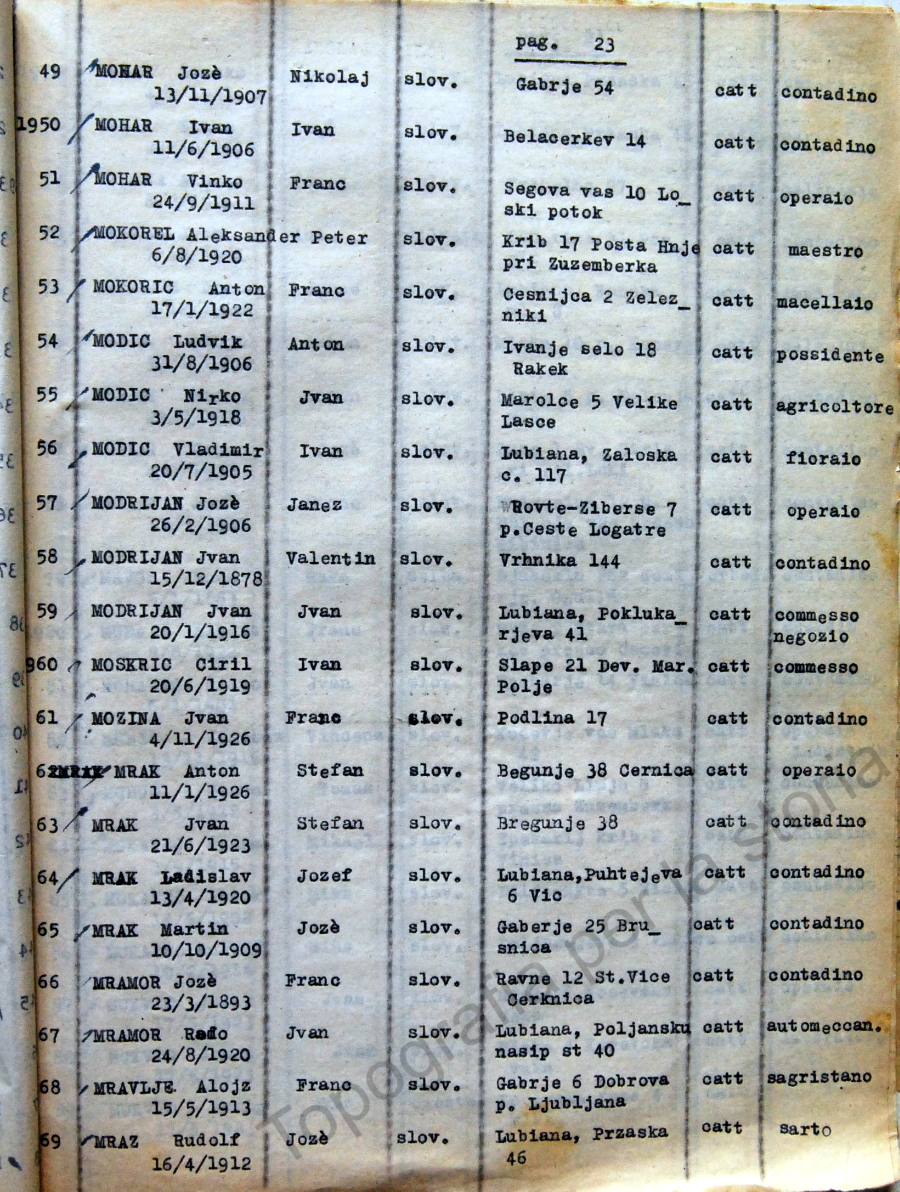 pag. 23
49 MOHAR Jozè Nikolaj slov. Gabrje 54 catt contadino
13/11/1907
1950 MOHAR Ivan Ivan slov. Belacerkev 14 catt contadino
11/6/1906
51 MOHAR Vinko Franc slov. Segova vas 10 Lo_ catt operaio
24/9/1911 ski potok
52 MOKOREL Aleksander Peter slov. Krib 17 Posta Hnje catt maestro
6/8/1920 pri Zuzemberka
53 MOKORIC Anton Franc slov. Cesnijca 2 Zelez_ catt macellaio
17/1/1922 niki
54 MODIC Ludvik Anton slov. Ivanje selo 18 catt possidente
31/8/1906 Rakek
55 MODIC Nirko Jvan slov. Marolce 5 Velike catt agricoltore
3/5/1918 Lasce
56 MODIC Vladimir Ivan slov. Lubiana, Zaloska catt fioraio
20/7/1905 c. 117
57 MODRIJAN Jozè Janez slov. Rovte-Ziberse 7 catt operaio
26/2/1906 p.Ceste Logatre
58 MODRIJAN Jvan Valentin slov. Vrhnika 144 catt contadino
15/12/1878
59 MODRIJAN Jvan Jvan slov. Lubiana, Pokluka_ catt commesso
20/1/1916 rjeva 41 negozio
960 MOSKRIC Ciril Ivan slov. Slape 21 Dev. Mar. catt commesso
20/6/1919 Polje
61 MOZINA Jvan Franc slov. Podlina 17 catt contadino
4/11/1926
62 MRAK MRAK Anton Stefan slov. Begunje 38 Cernica catt operaio
11/1/1926
63 MRAK Jvan Stefan slov. Bregunje 38 catt contadino
21/6/1923
64 MRAK Ladislav Jozef slov. Lubiana,Puhtejeva catt contadino
13/4/1920 6 Vic
65 MRAK Martin Jozè slov. Gaberje 25 Bru_ catt contadino
10/10/1909 snica
66 MRAMOR Jozè Franc slov. Ravne 12 St.Vice catt contadino
23/3/1893 Cerknica
67 MRAMOR Rado Jvan slov. Lubiana, Poljansku catt automeccan.
24/8/1920 nasip st 40
68 MRAVLJE Alojz Franc slov. Gabrje 6 Dobrova catt sagristano
15/5/1913 p. Ljubljana
69 MRAZ Rudolf Jozè slov. Lubiana, Przaska catt sarto
16/4/1912 46
Topografia per la storia